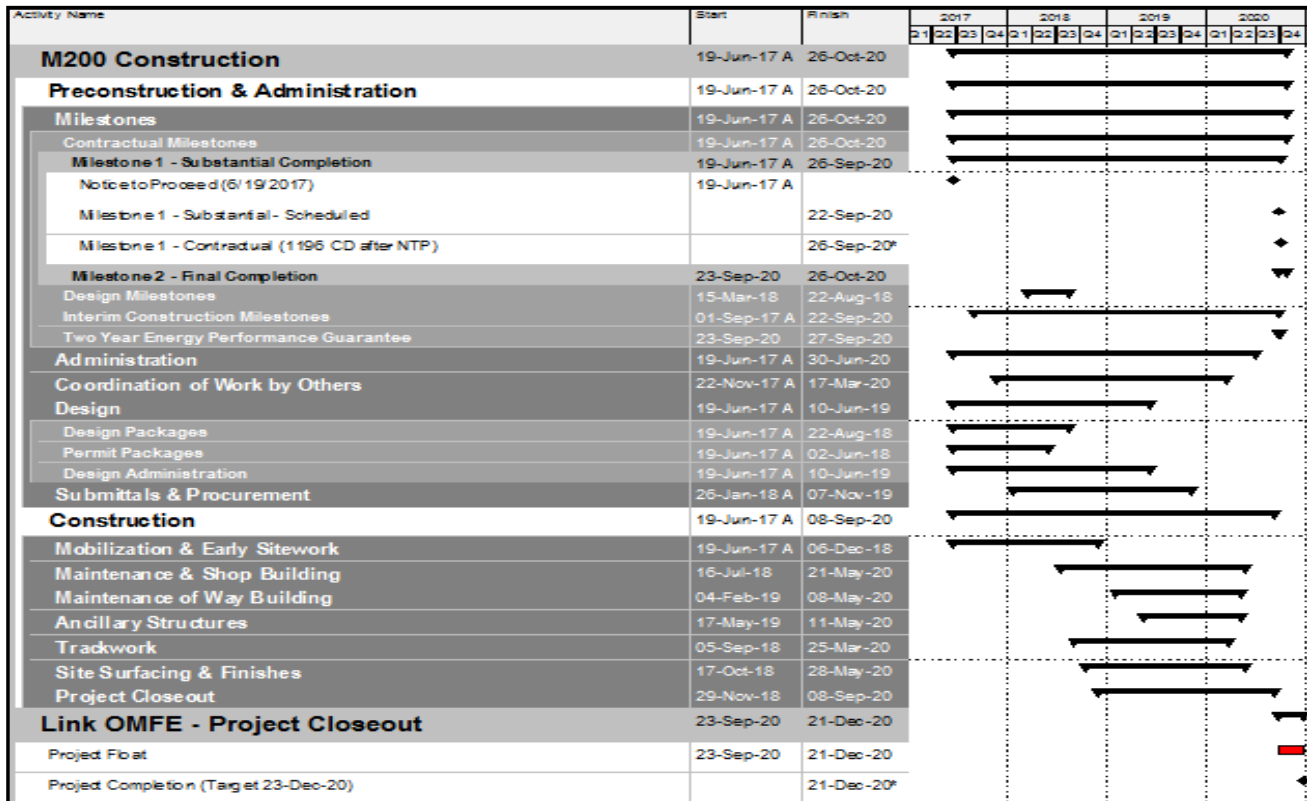 Activity Name Start Finish 2017 2018 2019 2020
Q1 Q2 Q3 Q4 Q1 Q2 Q3 Q4 Q1 Q2 Q3 Q4 Q1 Q2 Q3 Q4
M200 Construction 19-Jun-17 A 26-Oct-20
Preconstruction & Administration 19-Jun-17 A 26-Oct-20
Milestones 19-Jun-17 A 26-Oct-20
Contractual Milestones 19-Jun-17 A 26-Oct-20
Milestone 1 - Substantial Completion 19-Jun-17 A 26-Sep-20
Notice to Proceed (6/19/2017) 19-Jun-17 A
Milestone 1 - Substantial - Scheduled 22-Sep-20
Milestone 1 - Contractual (1196 CD after NTP) 26-Sep-20*
Milestone 2 - Final Completion 23-Sep-20 26-Oct-20
Design Milestones 15-Mar-18 22-Aug-18
Interim Construction Milestones 01-Sep-17 A 22-Sep-20
Two Year Energy Performance Guarantee 23-Sep-20 27-Sep-20
Administration 19-Jun-17 A 30-Jun-20
Coordination of Work by Others 22-Nov-17 A 17-Mar-20
Design 19-Jun-17 A 10-Jun-19
Design Packages 19-Jun-17 A 22-Aug-18
Permit Packages 19-Jun-17 A 02-Jun-18
Design Administration 19-Jun-17 A 10-Jun-19
Submittals & Procurement 26-Jan-18 A 07-Nov-19
Construction 19-Jun-17 A 08-Sep-20
Mobilization & Early Sitework 19-Jun-17 A 06-Dec-18
Maintenance & Shop Building 16-Jul-18 21-May-20
Maintenance of Way Building 04-Feb-19 08-May-20
Ancillary Structures 17-May-19 11-May-20
Trackwork 05-Sep-18 25-Mar-20
Site Surfacing & Finishes 17-Oct-18 28-May-20
Project Closeout 29-Nov-18 08-Sep-20
Link OMFE - Project Closeout 23-Sep-20 21-Dec-20
Project Float 23-Sep-20 21-Dec-20
Project Completion (Target 23-Dec-20) 21-Dec-20*